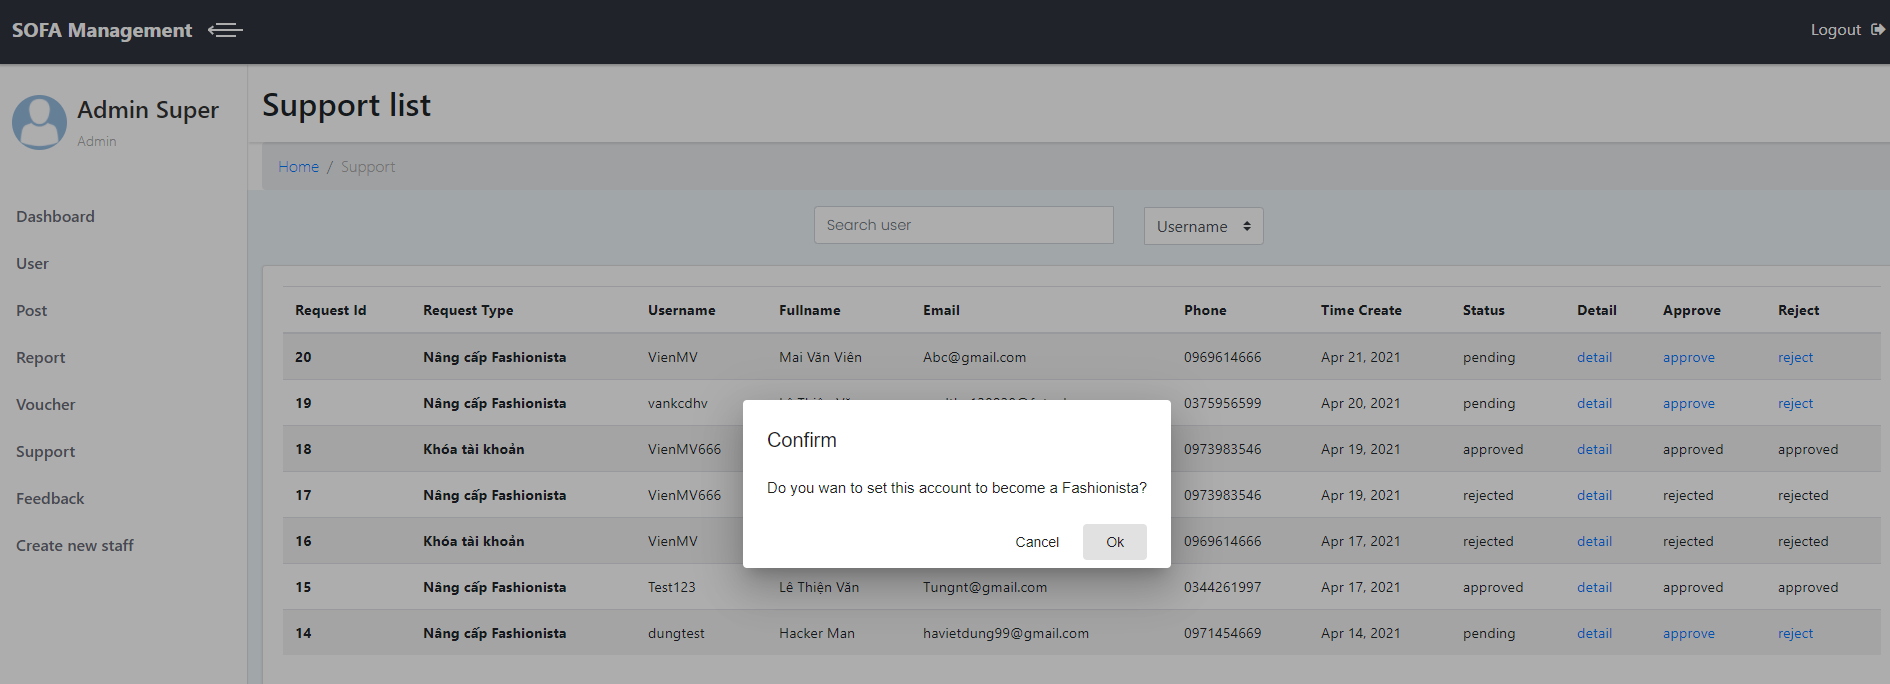 SOFA Management
Logout
Admin Super
Admin
Dashboard
User
Post
Report
Voucher
Support
Feedback
Create new staff
Support list
Home / Support
Search user
Username
Request Id Request Type Username Fullname Email Phone Time Create Status Detail Approve Reject
20 Nâng cấp Fashionista VienMV Mai Văn Viên Abc@gmail.com 0969614666 Apr 21, 2021 pending detail approve reject
19 Nâng cấp Fashionista vankcdhv 0375956599 Apr 20, 2021 pending detail approve reject
18 Khóa tài khoản VienMV666 0973983546 Apr 19, 2021 approved detail approved approved
17 Nâng cấp Fashionista VienMV666 0973983546 Apr 19, 2021 rejected detail rejected rejected
16 Khóa tài khoản VienMV 0969614666 Apr 17, 2021 rejected detail rejected rejected
15 Nâng cấp Fashionista Test123 Lê Thiện Văn Tungnt@gmail.com 0344261997 Apr 17, 2021 approved detail approved approved
14 Nâng cấp Fashionista dungtest Hacker Man havietdung99@gmail.com 0971454669 Apr 14, 2021 pending detail approve reject
Confirm
Do you wan to set this account to become a Fashionista?
Cancel Ok